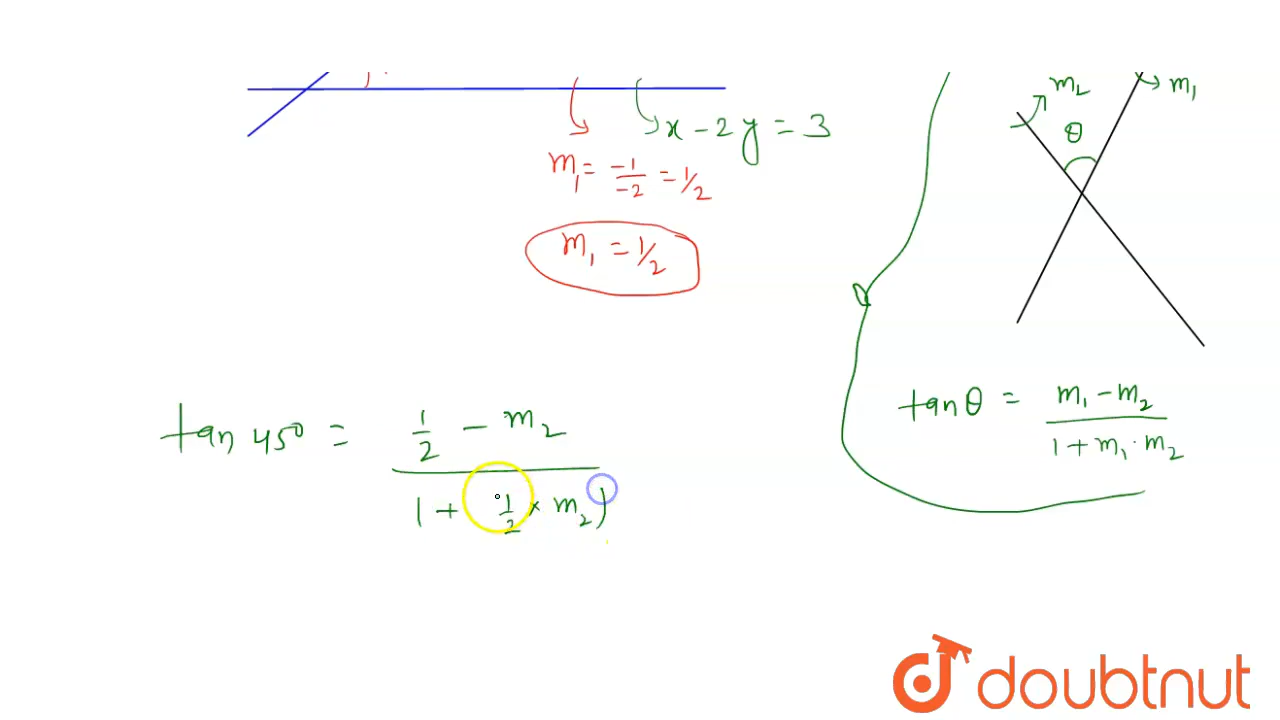 x - 2y = 3
m₁ = -1/-2 = 1/2
m₁ = 1/2
m₂
m₁
θ
tan θ = (m₁ - m₂)/(1 + m₁ · m₂)
tan 45° = (1/2 - m₂)/(1 + 1/2 × m₂)
doubtnut